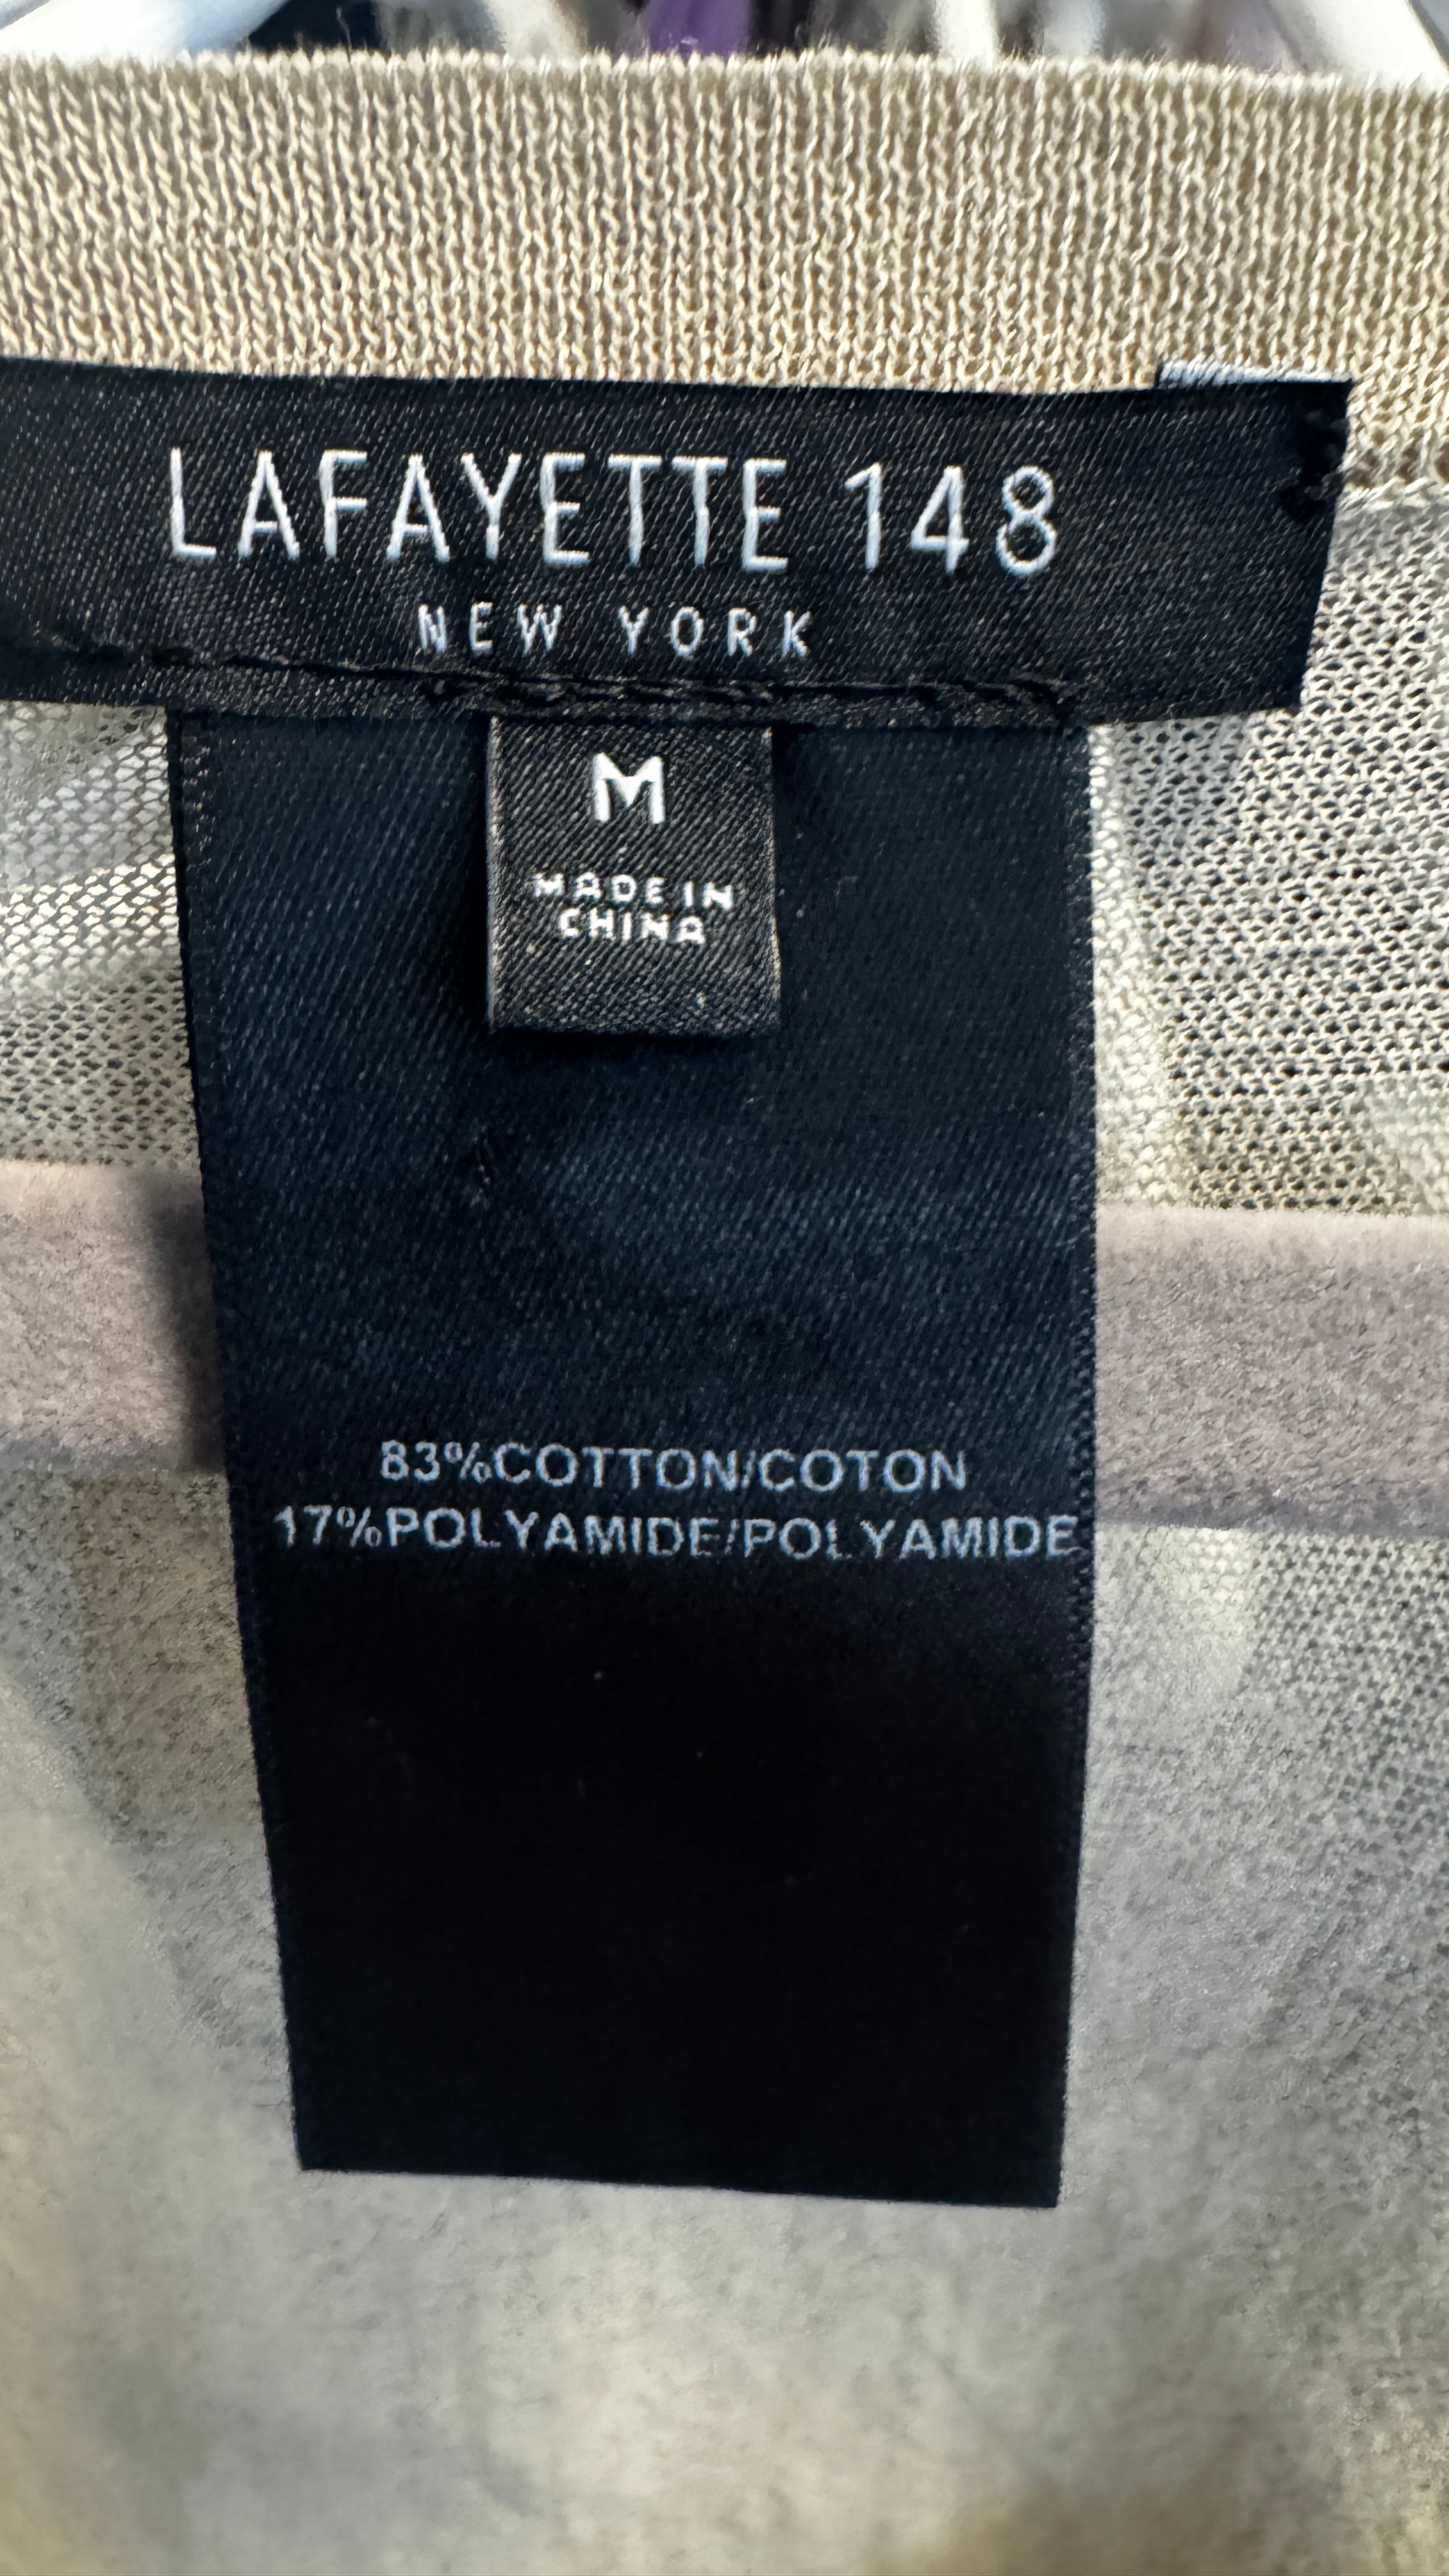 LAFAYETTE 148
NEW YORK
M
MADE IN
CHINA
83%COTTON/COTON
17%POLYAMIDE/POLYAMIDE